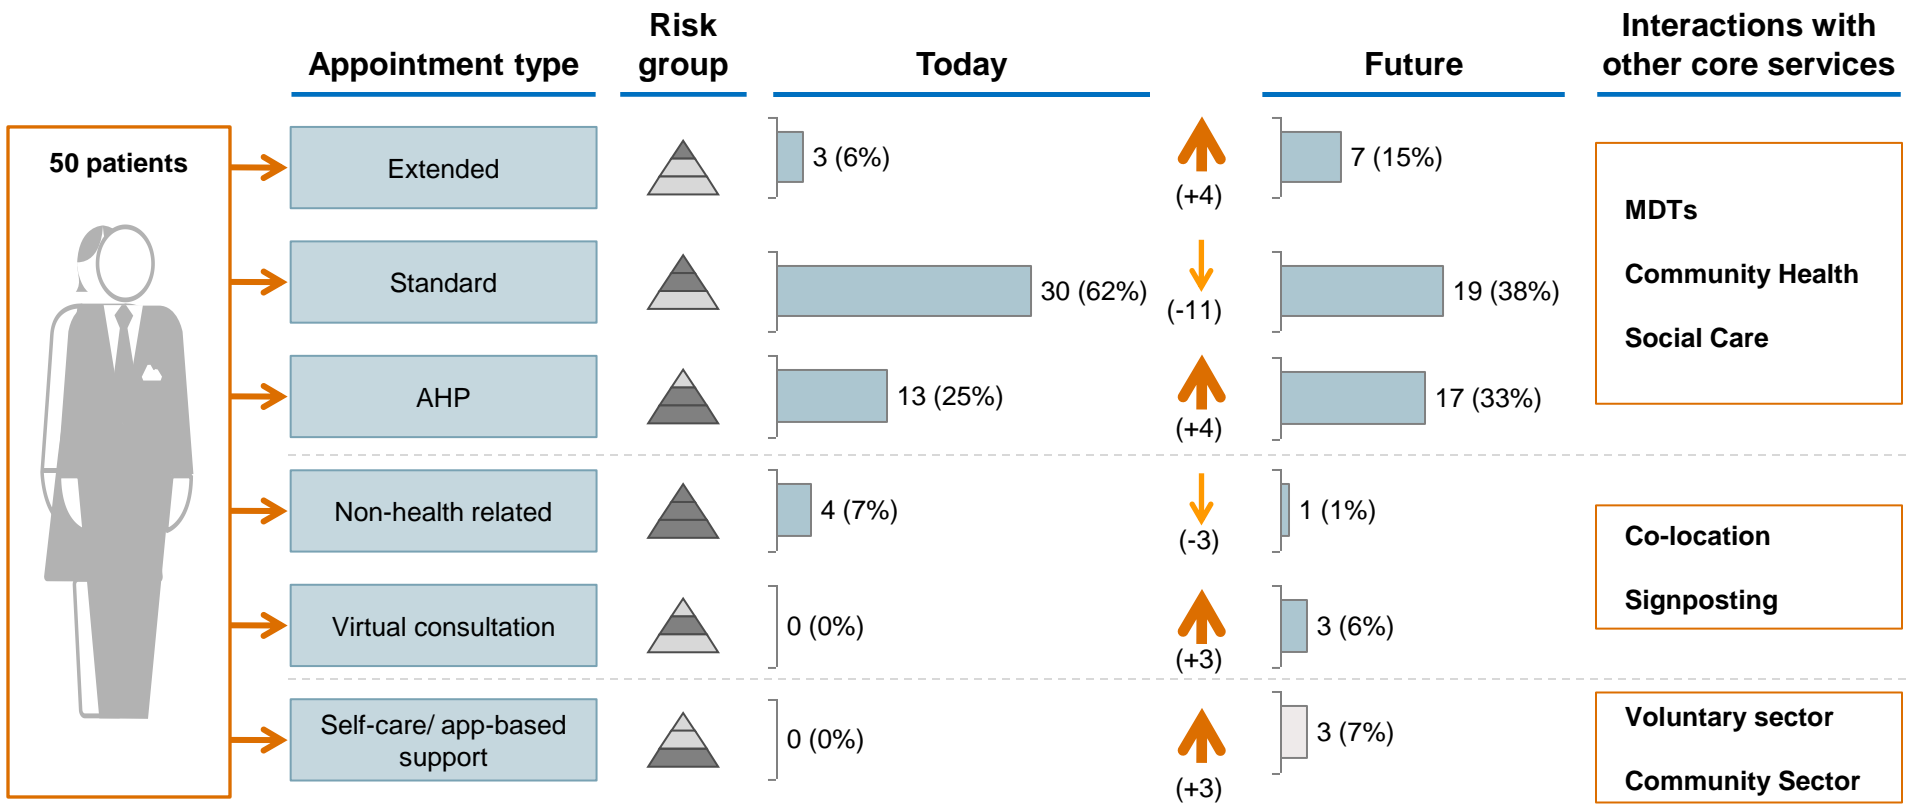 Appointment type
Risk
group
Today
Future
Interactions with
other core services
50 patients
Extended
3 (6%)
(+4)
7 (15%)
Standard
30 (62%)
(-11)
19 (38%)
AHP
13 (25%)
(+4)
17 (33%)
MDTs
Community Health
Social Care
Non-health related
4 (7%)
(-3)
1 (1%)
Virtual consultation
0 (0%)
(+3)
3 (6%)
Co-location
Signposting
Self-care/ app-based
support
0 (0%)
(+3)
3 (7%)
Voluntary sector
Community Sector